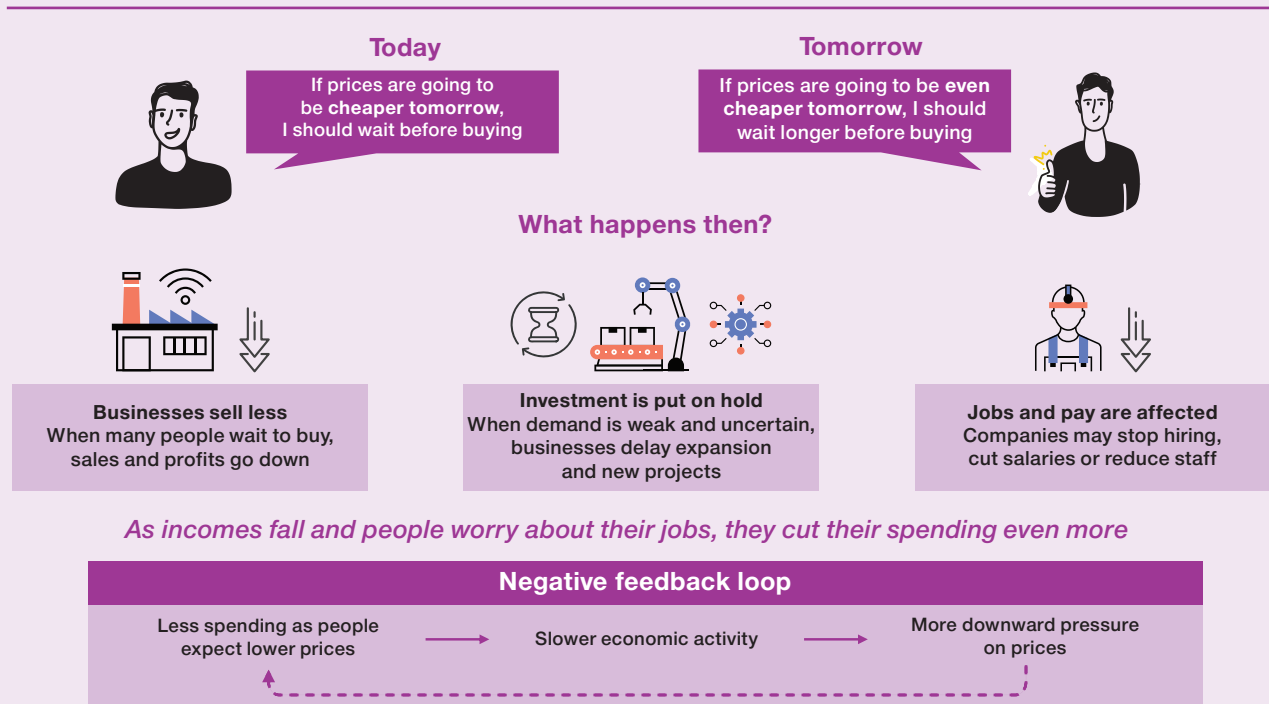 Today
If prices are going to
be cheaper tomorrow,
I should wait before buying
Tomorrow
If prices are going to be even
cheaper tomorrow, I should
wait longer before buying
What happens then?
Businesses sell less
When many people wait to buy,
sales and profits go down
Investment is put on hold
When demand is weak and uncertain,
businesses delay expansion
and new projects
Jobs and pay are affected
Companies may stop hiring,
cut salaries or reduce staff
As incomes fall and people worry about their jobs, they cut their spending even more
Negative feedback loop
Less spending as people
expect lower prices
Slower economic activity
More downward pressure
on prices